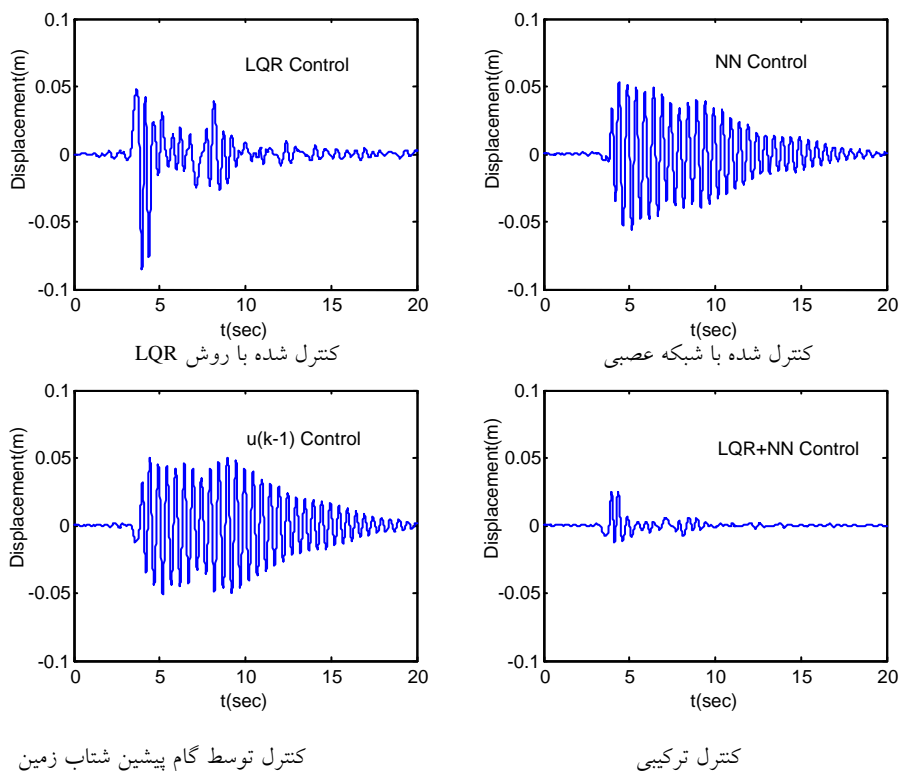 0.1
0.05
0
-0.05
-0.1
Displacement(m)
LQR Control
0 5 10 15 20
t(sec)
کنترل شده با روش LQR
0.1
0.05
0
-0.05
-0.1
Displacement(m)
NN Control
0 5 10 15 20
t(sec)
کنترل شده با شبکه عصبی
0.1
0.05
0
-0.05
-0.1
Displacement(m)
u(k-1) Control
0 5 10 15 20
t(sec)
کنترل توسط گام پیشین شتاب زمین
0.1
0.05
0
-0.05
-0.1
Displacement(m)
LQR+NN Control
0 5 10 15 20
t(sec)
کنترل ترکیبی